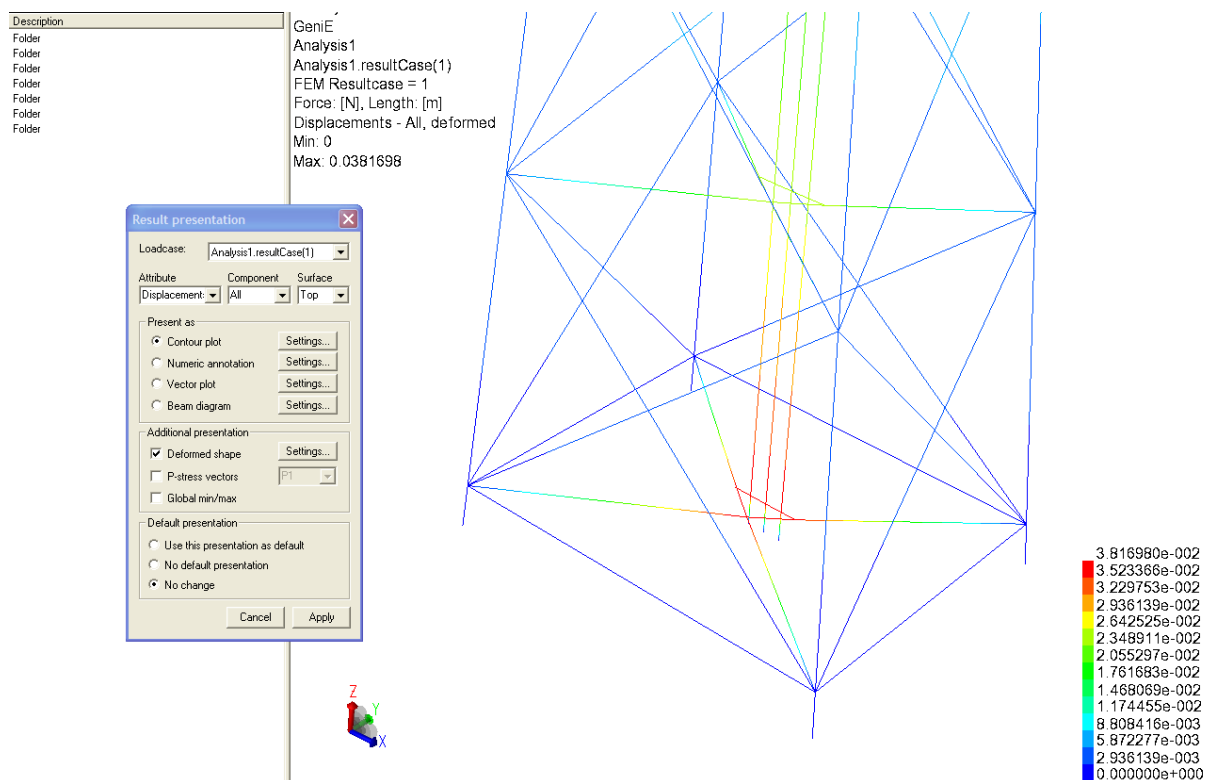 Description
Folder
Folder
Folder
Folder
Folder
Folder
Folder
GeniE
Analysis1
Analysis1.resultCase(1)
FEM Resultcase = 1
Force: [N], Length: [m]
Displacements - All, deformed
Min: 0
Max: 0.0381698
Result presentation
Loadcase: Analysis1.resultCase(1)
Attribute Component Surface
Displacement: All Top
Present as
Contour plot Settings...
Numeric annotation Settings...
Vector plot Settings...
Beam diagram Settings...
Additional presentation
Deformed shape Settings...
P-stress vectors P1
Global min/max
Default presentation
Use this presentation as default
No default presentation
No change
Cancel Apply
Z
Y
X
3.816980e-002
3.523366e-002
3.229753e-002
2.936139e-002
2.642525e-002
2.348911e-002
2.055297e-002
1.761683e-002
1.468069e-002
1.174455e-002
8.808416e-003
5.872277e-003
2.936139e-003
0.000000e+000